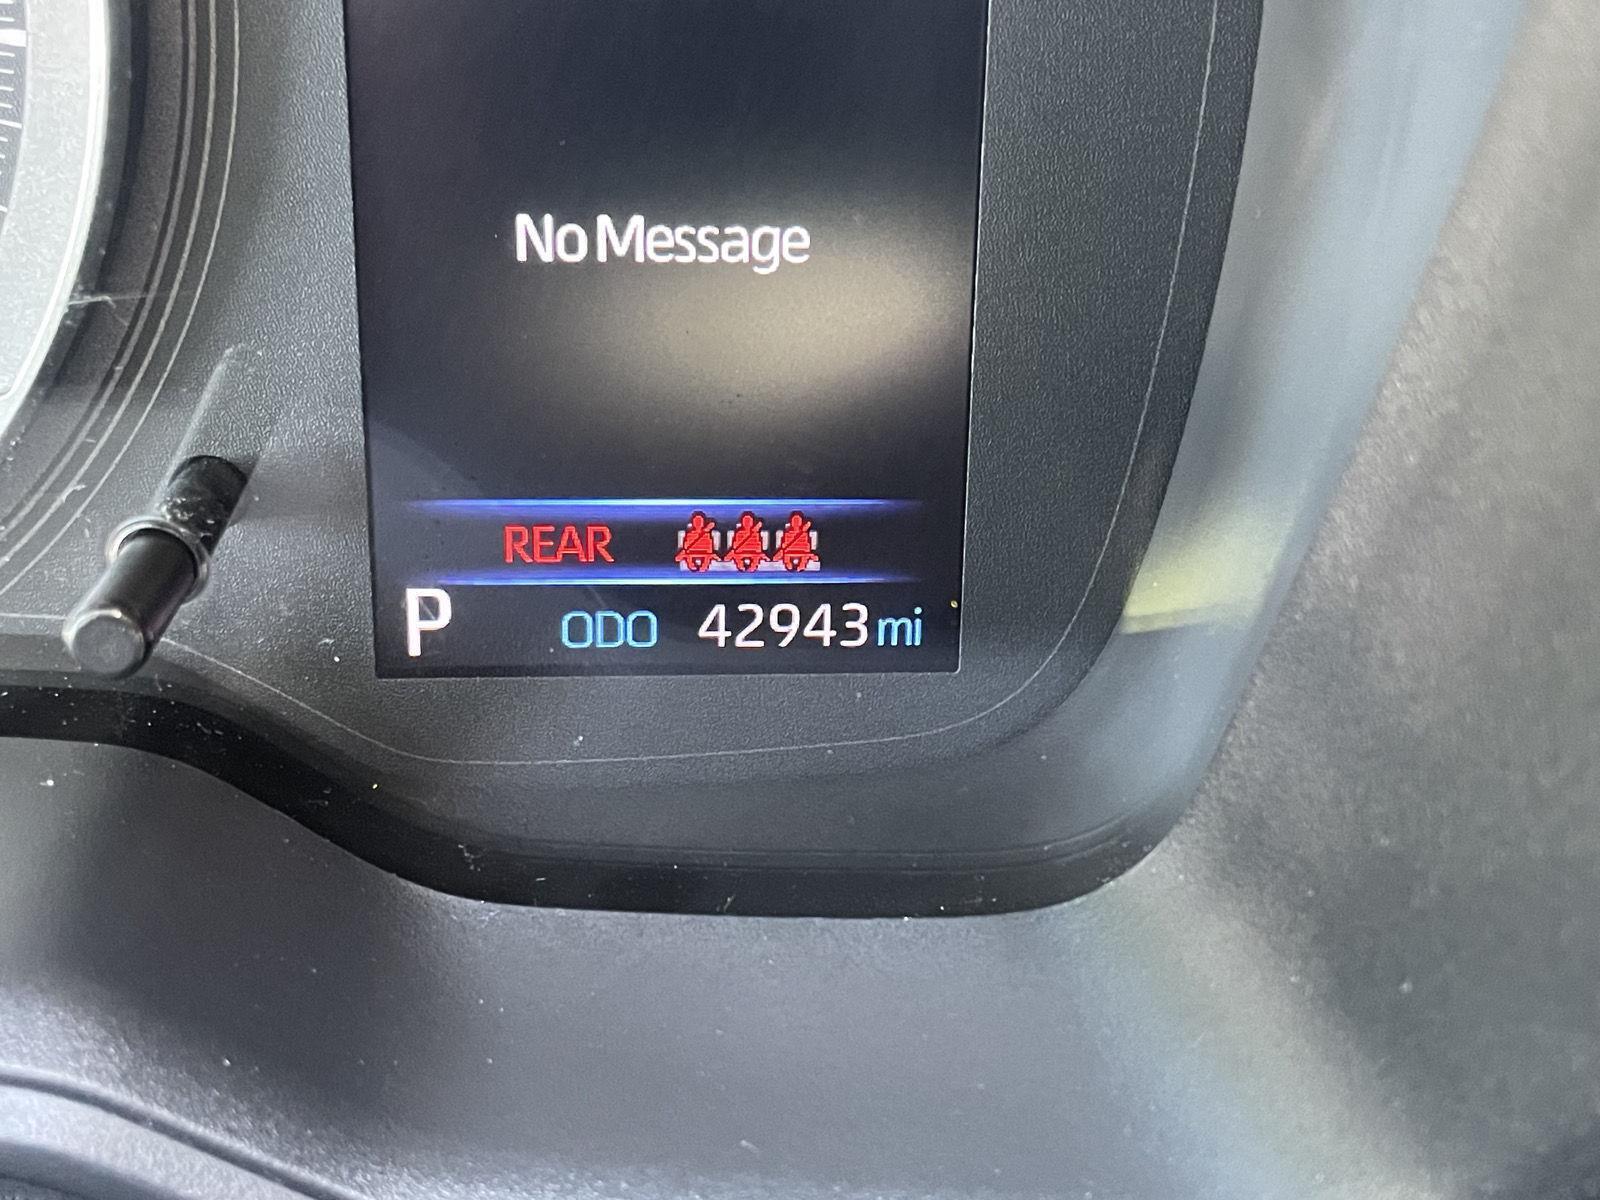 No Message
REAR
P ODO 42943 mi